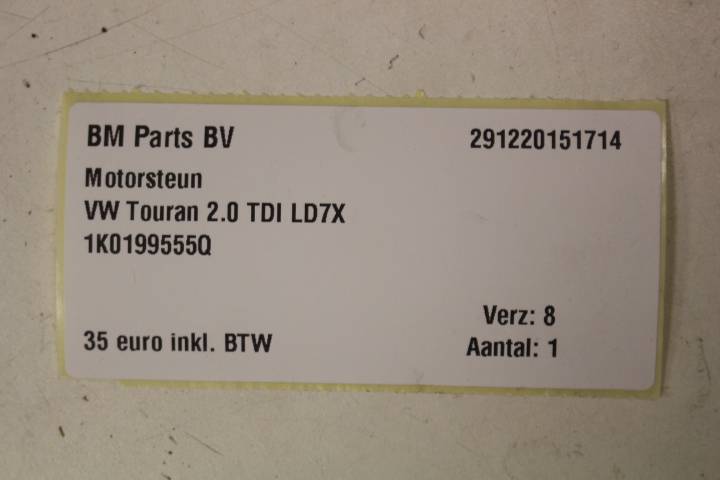 BM Parts BV 291220151714
Motorsteun
VW Touran 2.0 TDI LD7X
1K0199555Q
Verz: 8
35 euro inkl. BTW Aantal: 1